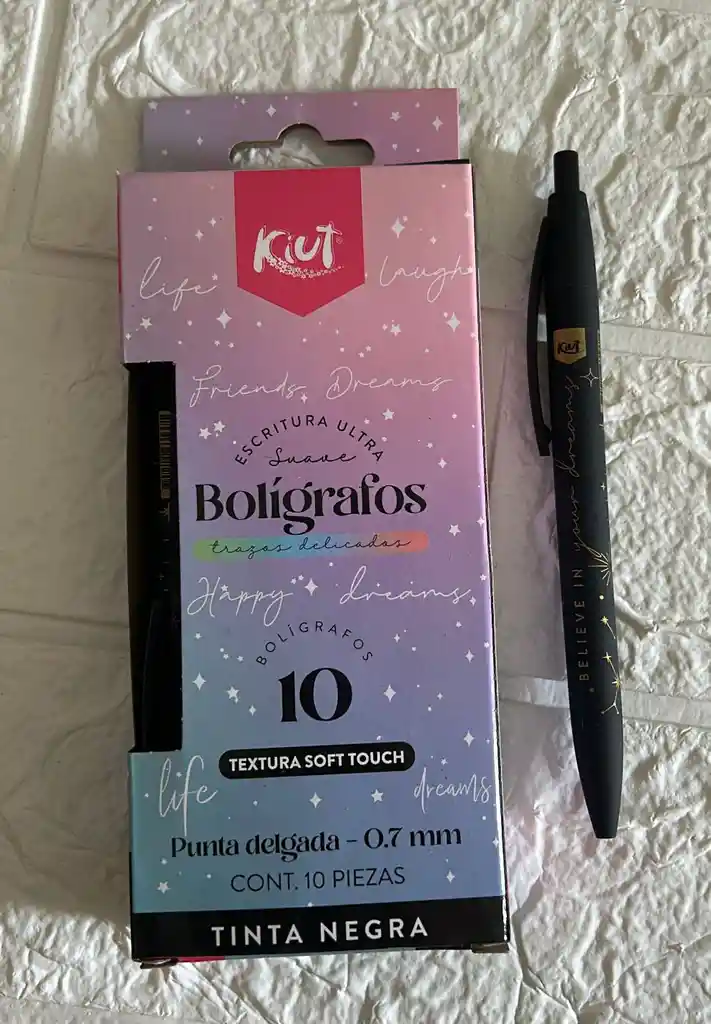 Kiut
life
Laugh
Friends Dreams
ESCRITURA ULTRA
Suave
Bolígrafos
trazos delicados
Happy dreams
BOLÍGRAFOS
10
TEXTURA SOFT TOUCH
life
dreams
Punta delgada - 0.7 mm
CONT. 10 PIEZAS
TINTA NEGRA
Kiut
BELIEVE IN your dreams